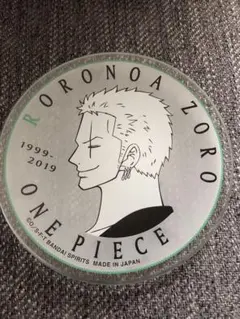 RORONOA ZORO
1999-
2019
ONE PIECE
BANDAI SPIRITS MADE IN JAPAN